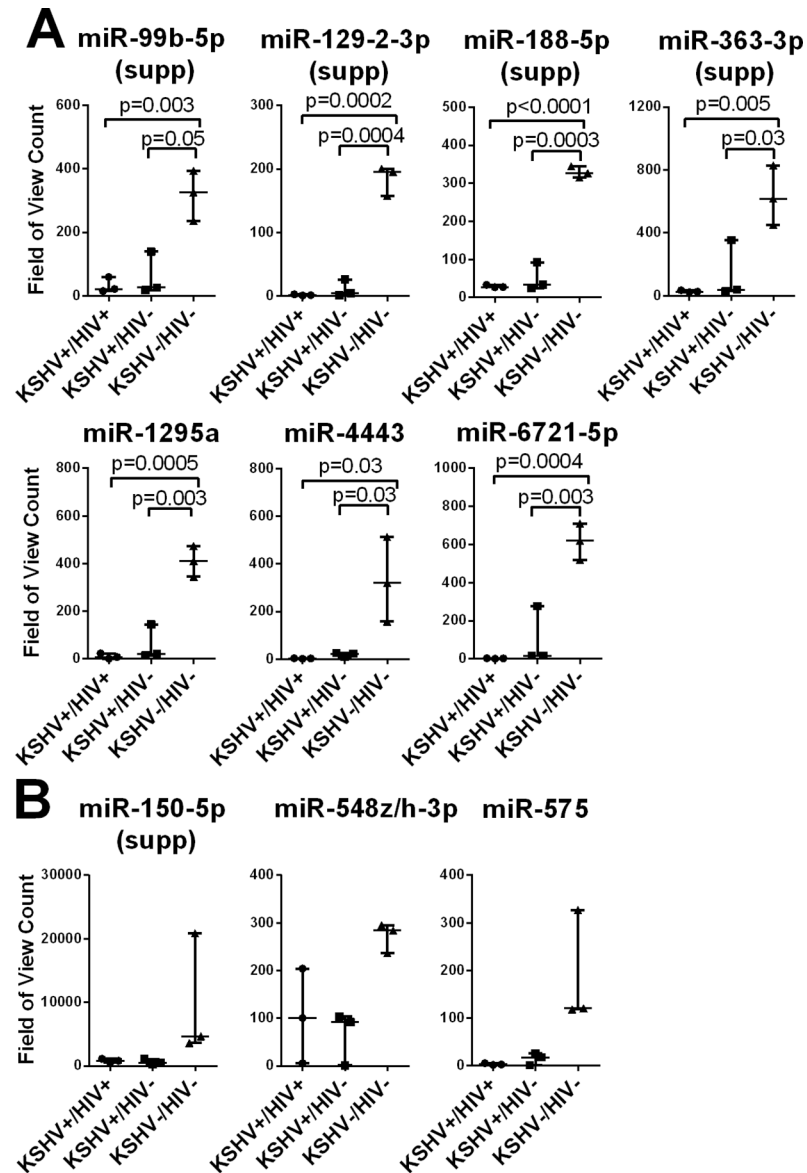 A
miR-99b-5p
(supp)
miR-129-2-3p
(supp)
miR-188-5p
(supp)
miR-363-3p
(supp)
Field of View Count
600
400
200
0
p=0.003
p=0.05
KSHV+/HIV+
KSHV+/HIV-
KSHV-/HIV-
300
200
100
0
p=0.0002
p=0.0004
KSHV+/HIV+
KSHV+/HIV-
KSHV-/HIV-
500
400
300
200
100
0
p<0.0001
p=0.0003
KSHV+/HIV+
KSHV+/HIV-
KSHV-/HIV-
1200
800
400
0
p=0.005
p=0.03
KSHV+/HIV+
KSHV+/HIV-
KSHV-/HIV-
miR-1295a
miR-4443
miR-6721-5p
Field of View Count
800
600
400
200
0
p=0.0005
p=0.003
KSHV+/HIV+
KSHV+/HIV-
KSHV-/HIV-
800
600
400
200
0
p=0.03
p=0.03
KSHV+/HIV+
KSHV+/HIV-
KSHV-/HIV-
1000
800
600
400
200
0
p=0.0004
p=0.003
KSHV+/HIV+
KSHV+/HIV-
KSHV-/HIV-
B
miR-150-5p
(supp)
miR-548z/h-3p
miR-575
Field of View Count
30000
20000
10000
0
KSHV+/HIV+
KSHV+/HIV-
KSHV-/HIV-
400
300
200
100
0
KSHV+/HIV+
KSHV+/HIV-
KSHV-/HIV-
400
300
200
100
0
KSHV+/HIV+
KSHV+/HIV-
KSHV-/HIV-